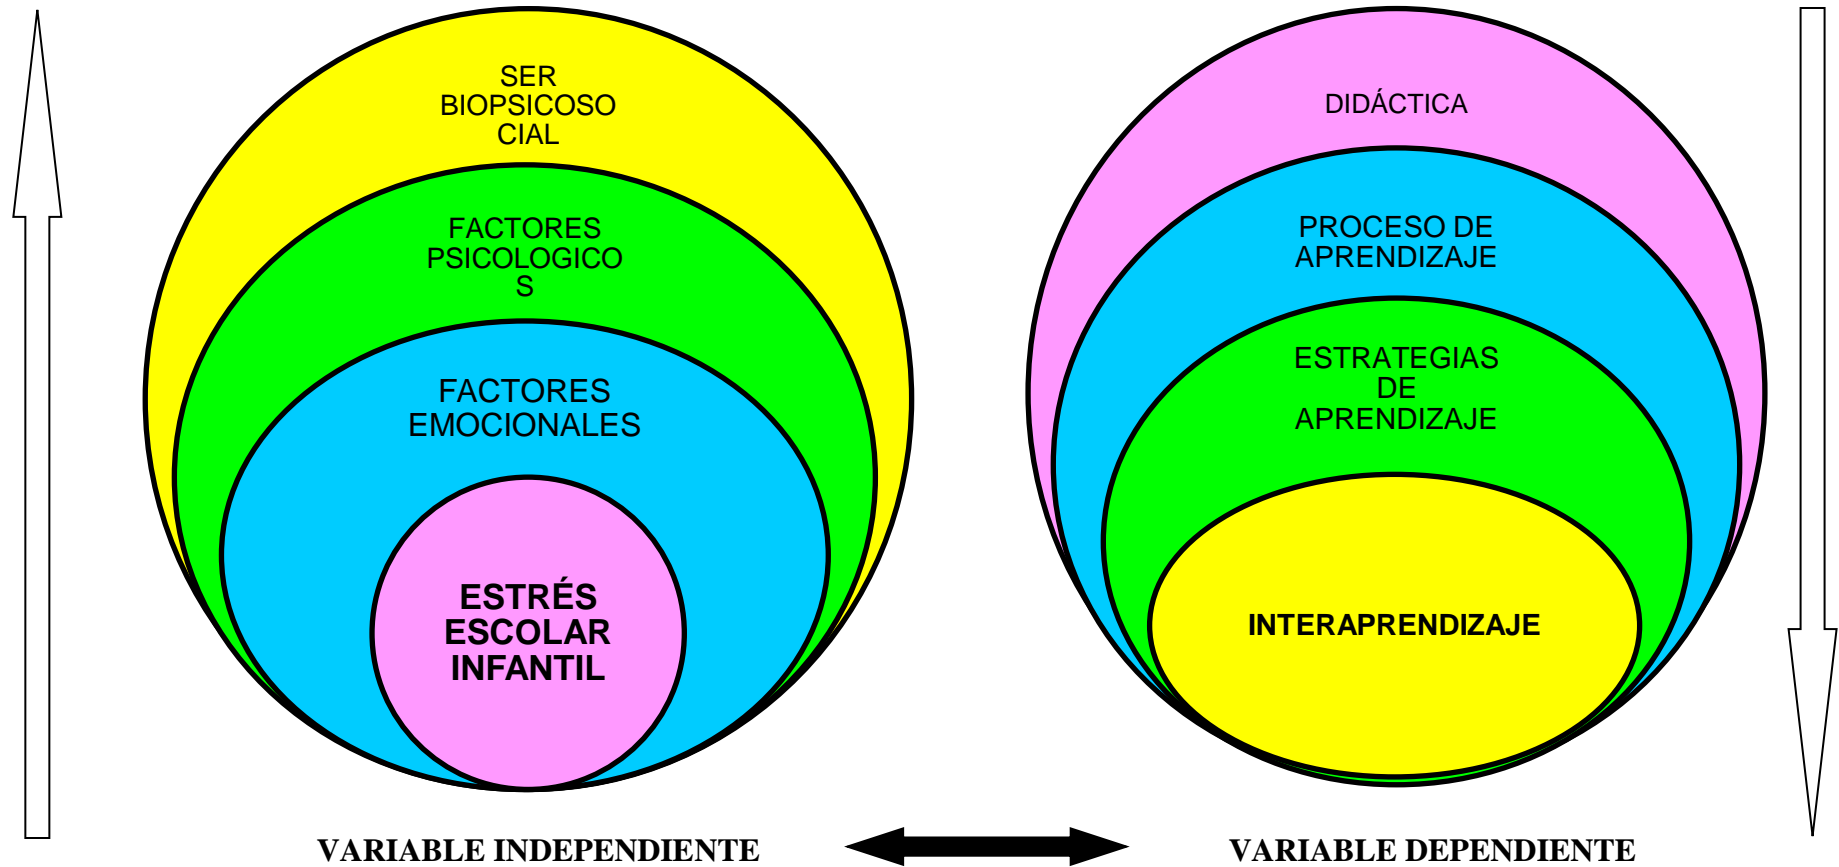 SER
BIOPSICOSO
CIAL
FACTORES
PSICOLOGICO
S
FACTORES
EMOCIONALES
ESTRÉS
ESCOLAR
INFANTIL
VARIABLE INDEPENDIENTE
DIDÁCTICA
PROCESO DE
APRENDIZAJE
ESTRATEGIAS
DE
APRENDIZAJE
INTERAPRENDIZAJE
VARIABLE DEPENDIENTE